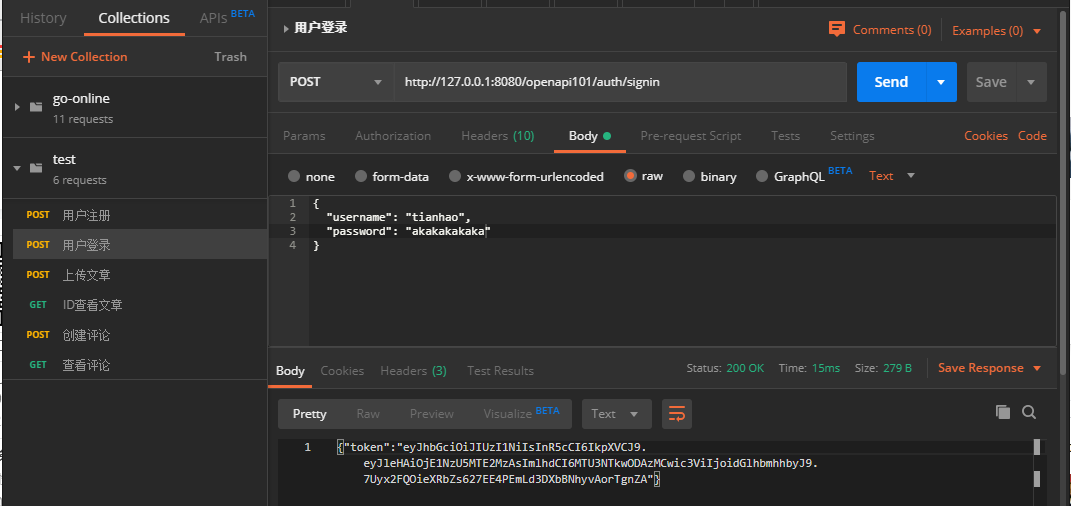 History Collections APIs BETA
+ New Collection Trash
go-online
11 requests
test
6 requests
POST 用户注册
POST 用户登录
POST 上传文章
GET ID查看文章
POST 创建评论
GET 查看评论
用户登录
Comments (0) Examples (0)
POST http://127.0.0.1:8080/openapi101/auth/signin Send Save
Params Authorization Headers (10) Body Pre-request Script Tests Settings Cookies Code
none form-data x-www-form-urlencoded raw binary GraphQL BETA Text
1 {
2 "username": "tianhao",
3 "password": "akakakakaka"
4 }
Body Cookies Headers (3) Test Results Status: 200 OK Time: 15ms Size: 279 B Save Response
Pretty Raw Preview Visualize BETA Text
1 {"token":"eyJhbGciOiJIUzI1NiIsInR5cCI6IkpXVCJ9.
eyJleHAiOjE1NzU5MTE2MzAsImlhdCI6MTU3NTkwODAzMCwic3ViIjoidGlhbmhhbyJ9.
7Uyx2FQOieXRbZs627EE4PEmLd3DXbBNhyvAorTgnZA"}